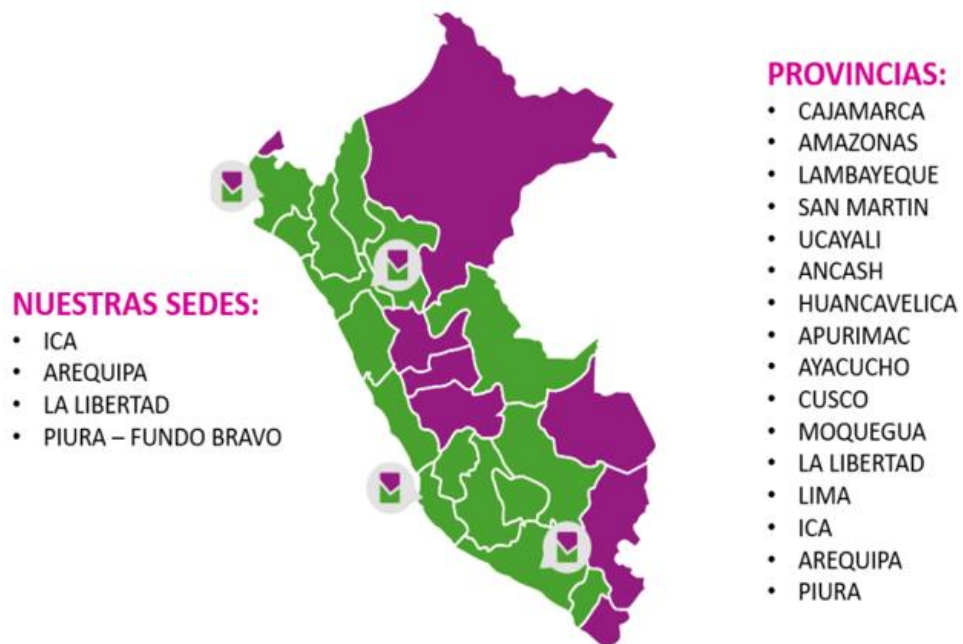 NUESTRAS SEDES:
• ICA
• AREQUIPA
• LA LIBERTAD
• PIURA – FUNDO BRAVO
PROVINCIAS:
• CAJAMARCA
• AMAZONAS
• LAMBAYEQUE
• SAN MARTIN
• UCAYALI
• ANCASH
• HUANCAVELICA
• APURIMAC
• AYACUCHO
• CUSCO
• MOQUEGUA
• LA LIBERTAD
• LIMA
• ICA
• AREQUIPA
• PIURA